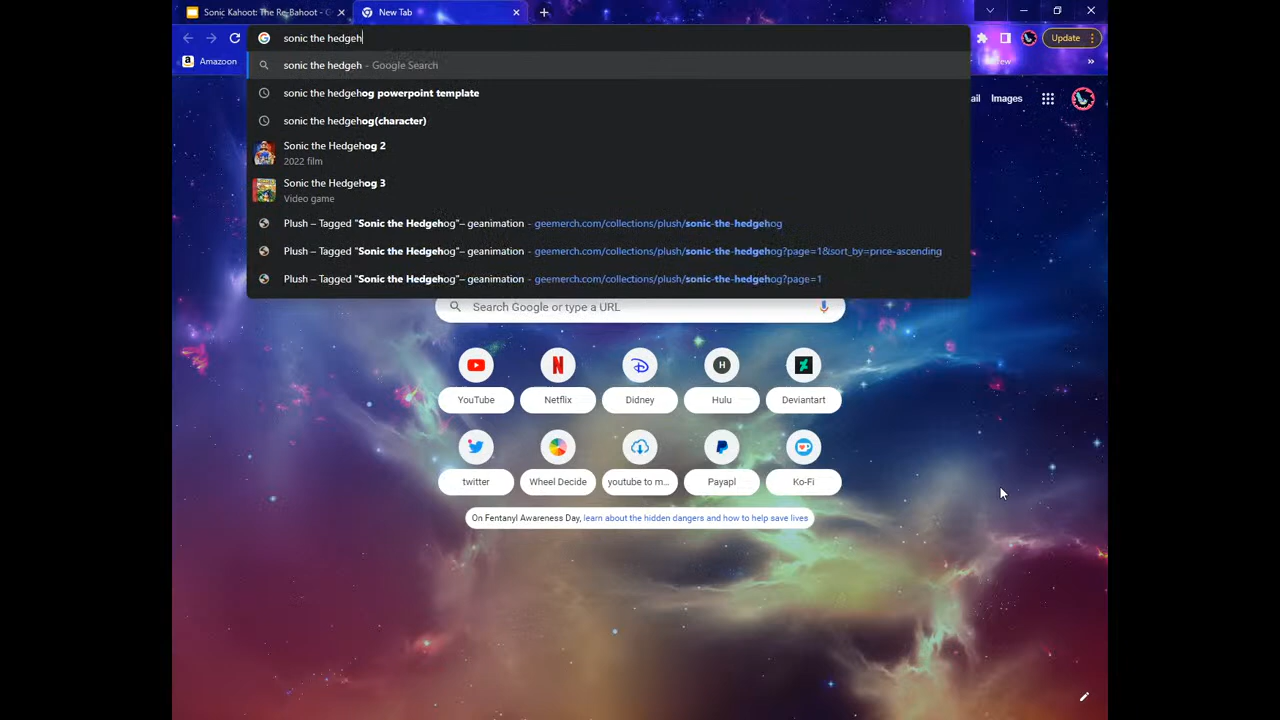 Sonic Kahoot: The Re-Bahoot - G
New Tab
sonic the hedgeh
Update
Amazoon
sonic the hedgeh - Google Search
sonic the hedgehog powerpoint template
sonic the hedgehog(character)
Sonic the Hedgehog 2
2022 film
Sonic the Hedgehog 3
Video game
Plush – Tagged "Sonic the Hedgehog"– geanimation - geemerch.com/collections/plush/sonic-the-hedgehog
Plush – Tagged "Sonic the Hedgehog"– geanimation - geemerch.com/collections/plush/sonic-the-hedgehog?page=1&sort_by=price-ascending
Plush – Tagged "Sonic the Hedgehog"– geanimation - geemerch.com/collections/plush/sonic-the-hedgehog?page=1
ail
Images
Search Google or type a URL
YouTube
Netflix
Didney
Hulu
Deviantart
twitter
Wheel Decide
youtube to m...
Payapl
Ko-Fi
On Fentanyl Awareness Day, learn about the hidden dangers and how to help save lives